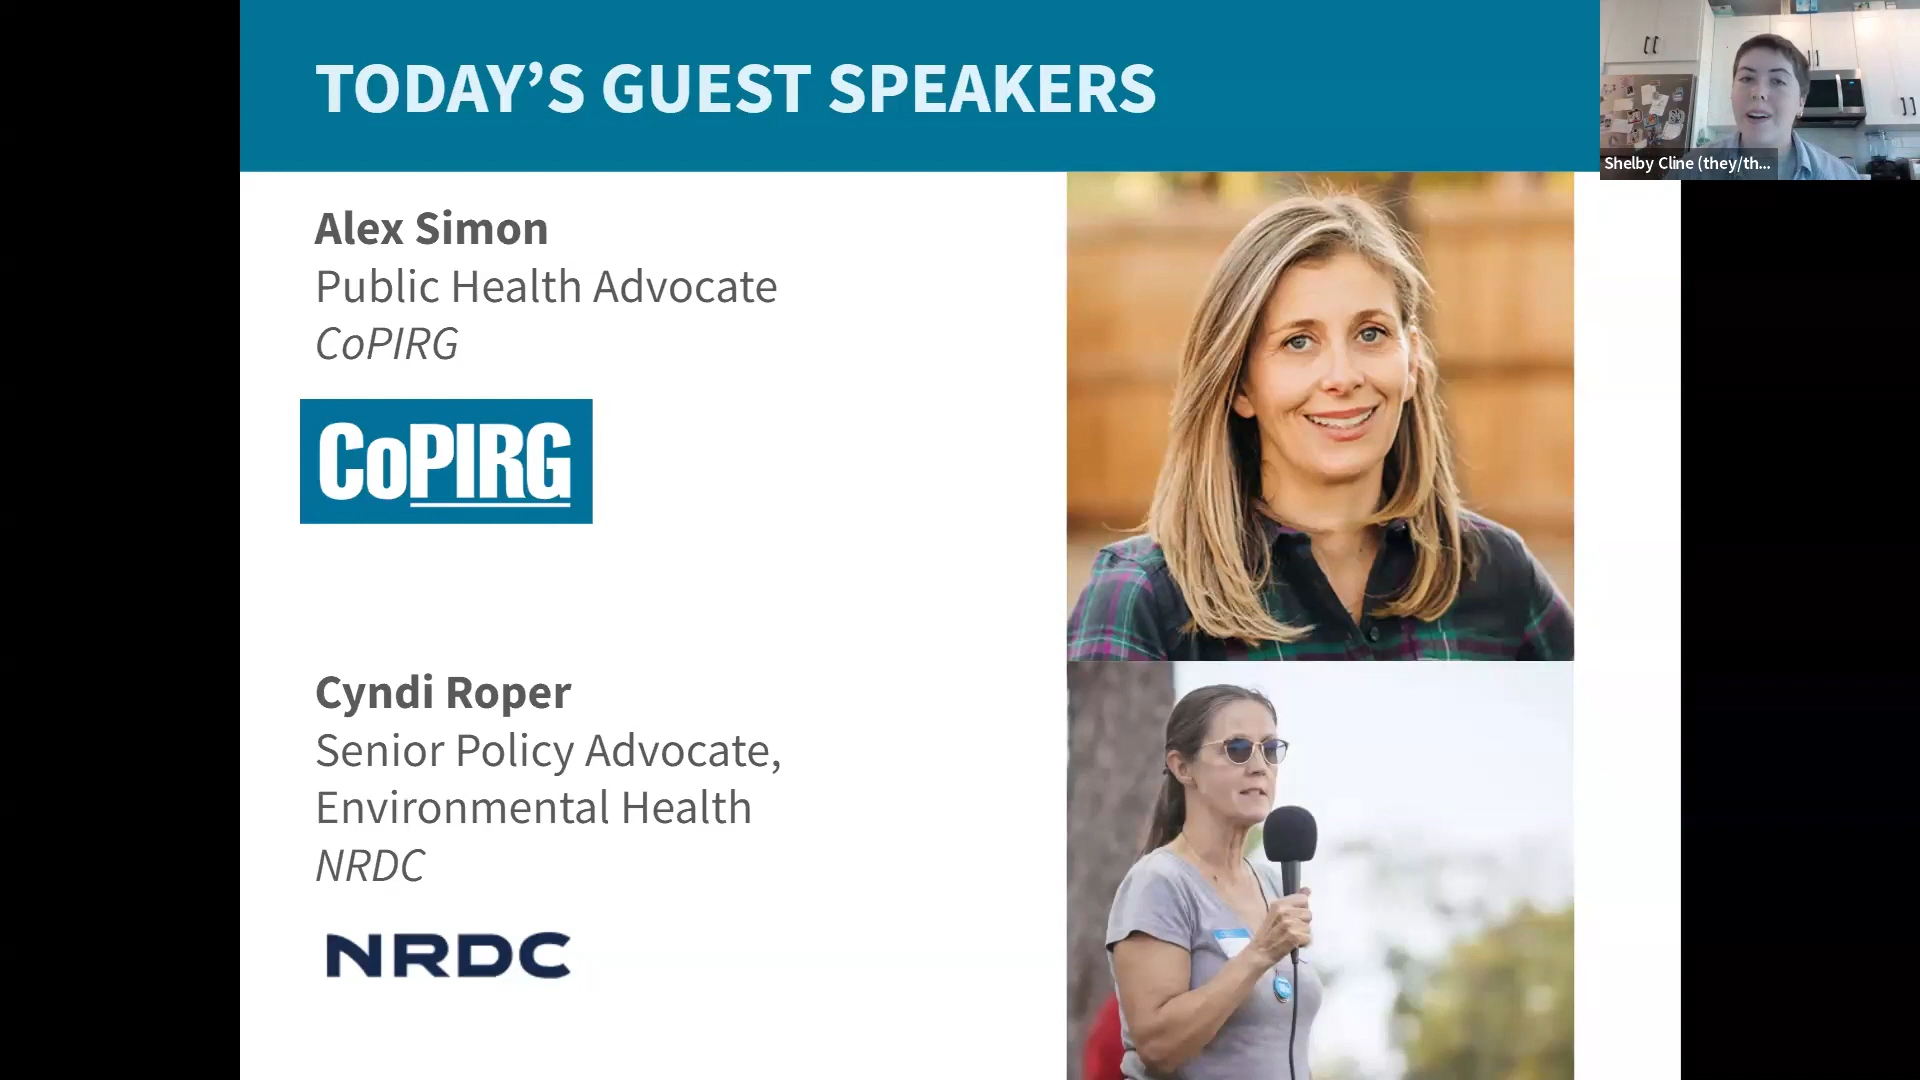 TODAY’S GUEST SPEAKERS
Shelby Cline (they/th...
Alex Simon
Public Health Advocate
CoPIRG
CoPIRG
Cyndi Roper
Senior Policy Advocate,
Environmental Health
NRDC
NRDC